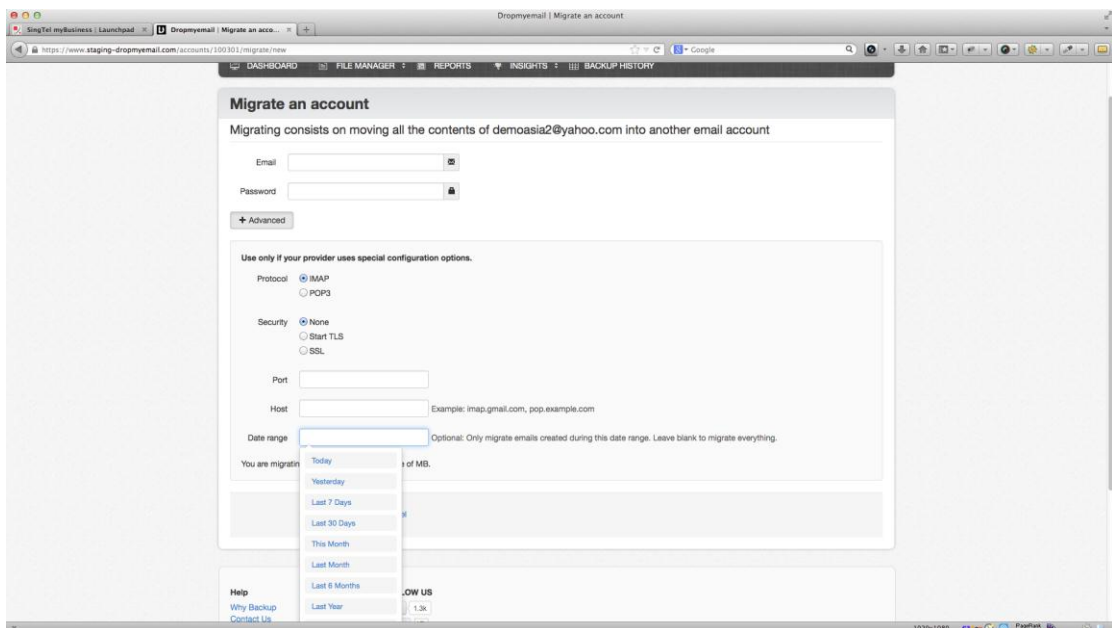 Dropmyemail | Migrate an account
SingTel myBusiness | Launchpad
Dropmyemail | Migrate an acco...
https://www.staging-dropmyemail.com/accounts/100301/migrate/new
Google
DASHBOARD FILE MANAGER REPORTS INSIGHTS BACKUP HISTORY
Migrate an account
Migrating consists on moving all the contents of demoasia2@yahoo.com into another email account
Email
Password
+ Advanced
Use only if your provider uses special configuration options.
Protocol IMAP
POP3
Security None
Start TLS
SSL
Port
Host Example: imap.gmail.com, pop.example.com
Date range Optional: Only migrate emails created during this date range. Leave blank to migrate everything.
You are migratin
of MB.
Today
Yesterday
Last 7 Days
Last 30 Days
This Month
Last Month
Last 6 Months
Last Year
Help
LOW US
Why Backup
1.3k
Contact Us
PageRank